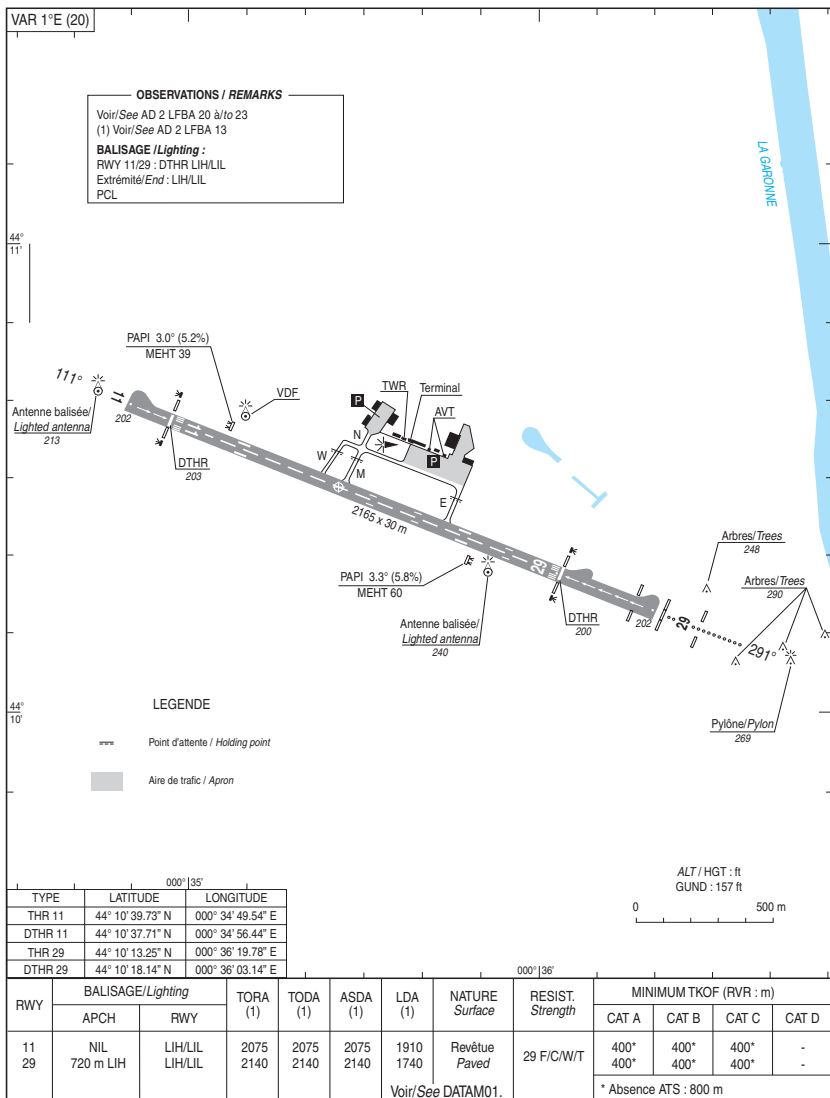 VAR 1°E (20)
OBSERVATIONS / REMARKS
Voir/See AD 2 LFBA 20 à/to 23
(1) Voir/See AD 2 LFBA 13
BALISAGE /Lighting :
RWY 11/29 : DTHR LIH/LIL
Extrémité/End : LIH/LIL
PCL
LA GARONNE
44°
11'
PAPI 3.0° (5.2%)
MEHT 39
111°
11
Antenne balisée/
Lighted antenna
213
202
11
DTHR
203
VDF
P
TWR
Terminal
AVT
P
N
W
M
E
2165 x 30 m
PAPI 3.3° (5.8%)
MEHT 60
Antenne balisée/
Lighted antenna
240
29
DTHR
200
202
29
291°
Arbres/Trees
248
Arbres/Trees
290
Pylône/Pylon
269
44°
10'
LEGENDE
Point d'attente / Holding point
Aire de trafic / Apron
ALT / HGT : ft
GUND : 157 ft
0 500 m
000° 35'
000° 36'
TYPE LATITUDE LONGITUDE
THR 11 44° 10' 39.73" N 000° 34' 49.54" E
DTHR 11 44° 10' 37.71" N 000° 34' 56.44" E
THR 29 44° 10' 13.25" N 000° 36' 19.78" E
DTHR 29 44° 10' 18.14" N 000° 36' 03.14" E
RWY BALISAGE/Lighting TORA (1) TODA (1) ASDA (1) LDA (1) NATURE Surface RESIST. Strength MINIMUM TKOF (RVR : m)
APCH RWY CAT A CAT B CAT C CAT D
11 NIL LIH/LIL 2075 2075 2075 1910 Revêtue 29 F/C/W/T 400* 400* 400* -
29 720 m LIH LIH/LIL 2140 2140 2140 1740 Paved 400* 400* 400* -
Voir/See DATAM01.
* Absence ATS : 800 m